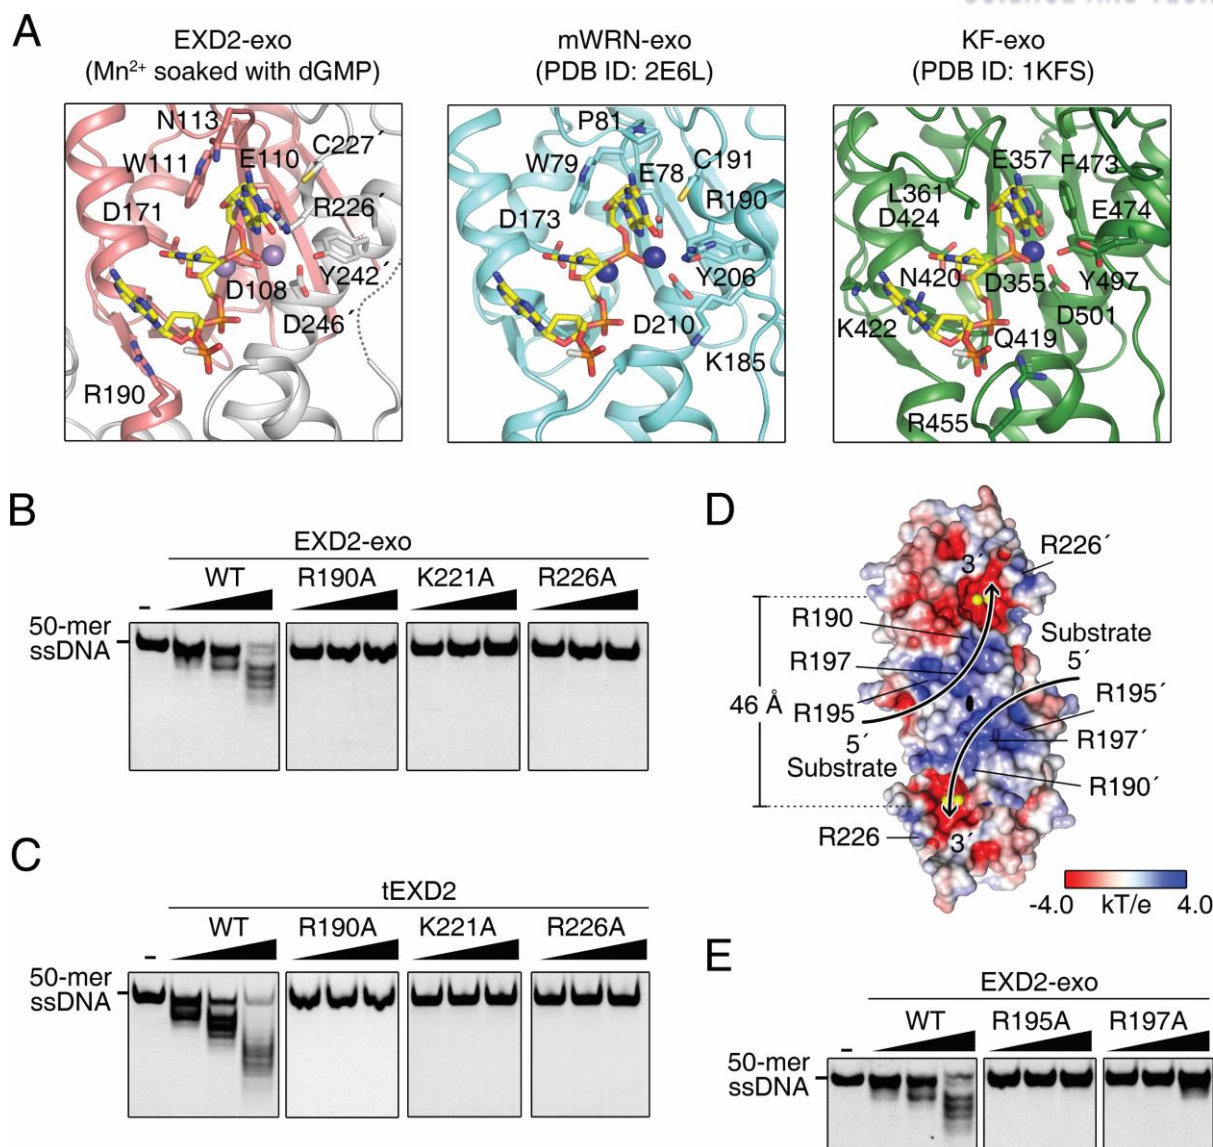 SCIENCE AND TECH
A
EXD2-exo
(Mn²⁺ soaked with dGMP)
N113
C227´
W111
E110
D171
R226´
Y242´
D108
D246´
R190
mWRN-exo
(PDB ID: 2E6L)
P81
W79
E78
C191
R190
D173
Y206
D210
K185
KF-exo
(PDB ID: 1KFS)
E357
F473
L361
D424
E474
N420
D355
Y497
K422
D501
Q419
R455
B
EXD2-exo
WT
R190A
K221A
R226A
–
50-mer
ssDNA
C
tEXD2
WT
R190A
K221A
R226A
–
50-mer
ssDNA
D
3´
R226´
R190
Substrate
5´
R197
46 Å
R195
R195´
5´
R197´
Substrate
R190´
R226
3´
-4.0
kT/e
4.0
E
EXD2-exo
WT
R195A
R197A
–
50-mer
ssDNA